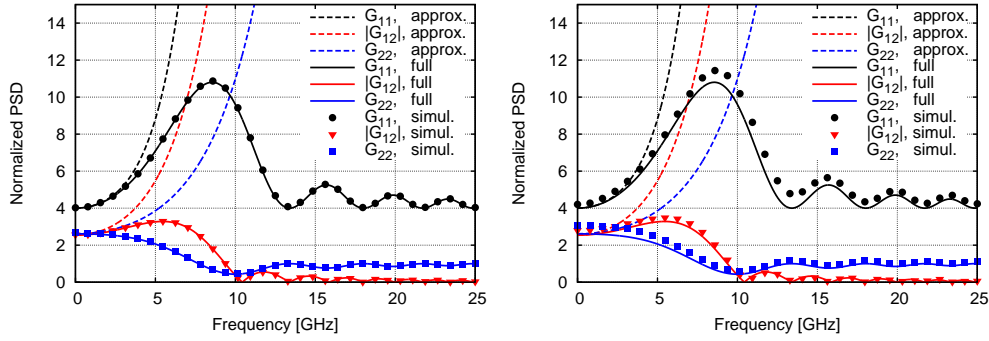 14
12
10
8
6
4
2
0
Normalized PSD
0 5 10 15 20 25
Frequency [GHz]
G11, approx.
|G12|, approx.
G22, approx.
G11, full
|G12|, full
G22, full
G11, simul.
|G12|, simul.
G22, simul.
14
12
10
8
6
4
2
0
Normalized PSD
0 5 10 15 20 25
Frequency [GHz]
G11, approx.
|G12|, approx.
G22, approx.
G11, full
|G12|, full
G22, full
G11, simul.
|G12|, simul.
G22, simul.